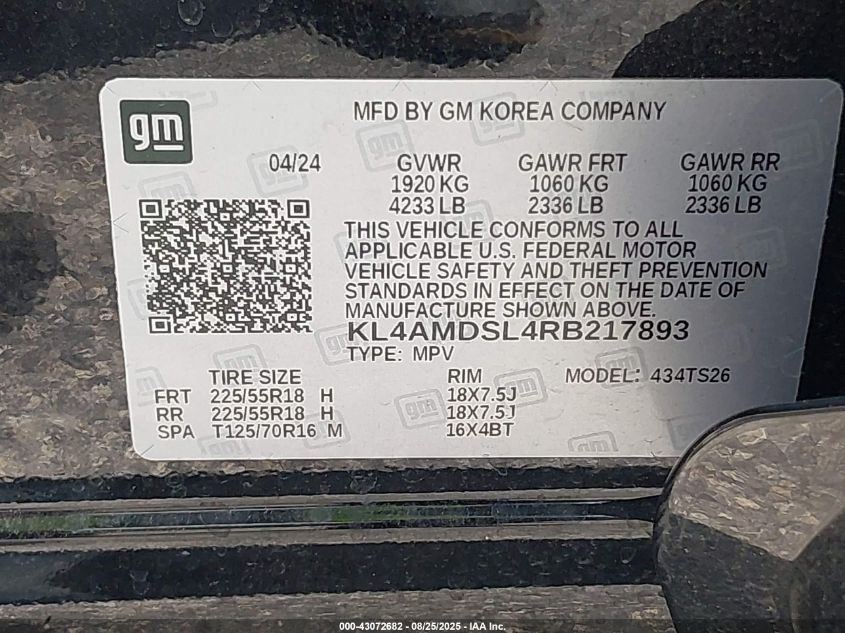 gm
MFD BY GM KOREA COMPANY
04/24 GVWR GAWR FRT GAWR RR
1920 KG 1060 KG 1060 KG
4233 LB 2336 LB 2336 LB
THIS VEHICLE CONFORMS TO ALL
APPLICABLE U.S. FEDERAL MOTOR
VEHICLE SAFETY AND THEFT PREVENTION
STANDARDS IN EFFECT ON THE DATE OF
MANUFACTURE SHOWN ABOVE.
KL4AMDSL4RB217893
TYPE: MPV
TIRE SIZE RIM MODEL: 434TS26
FRT 225/55R18 H 18X7.5J
RR 225/55R18 H 18X7.5J
SPA T125/70R16 M 16X4BT
000-43072682 - 08/25/2025 - IAA Inc.